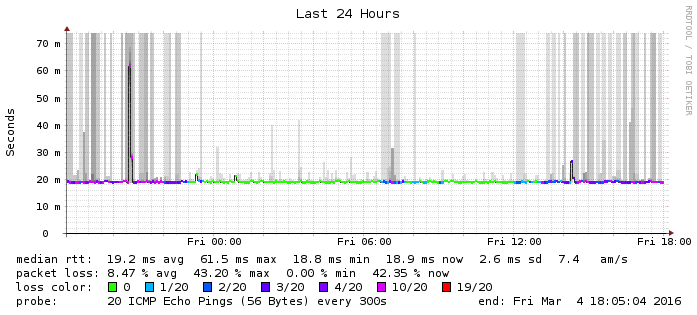 Last 24 Hours
RRDTOOL / TOBI OETIKER
Seconds
70 m
60 m
50 m
40 m
30 m
20 m
10 m
0
Fri 00:00 Fri 06:00 Fri 12:00 Fri 18:00
median rtt: 19.2 ms avg 61.5 ms max 18.8 ms min 18.9 ms now 2.6 ms sd 7.4 am/s
packet loss: 8.47 % avg 43.20 % max 0.00 % min 42.35 % now
loss color: 0 1/20 2/20 3/20 4/20 10/20 19/20
probe: 20 ICMP Echo Pings (56 Bytes) every 300s end: Fri Mar 4 18:05:04 2016